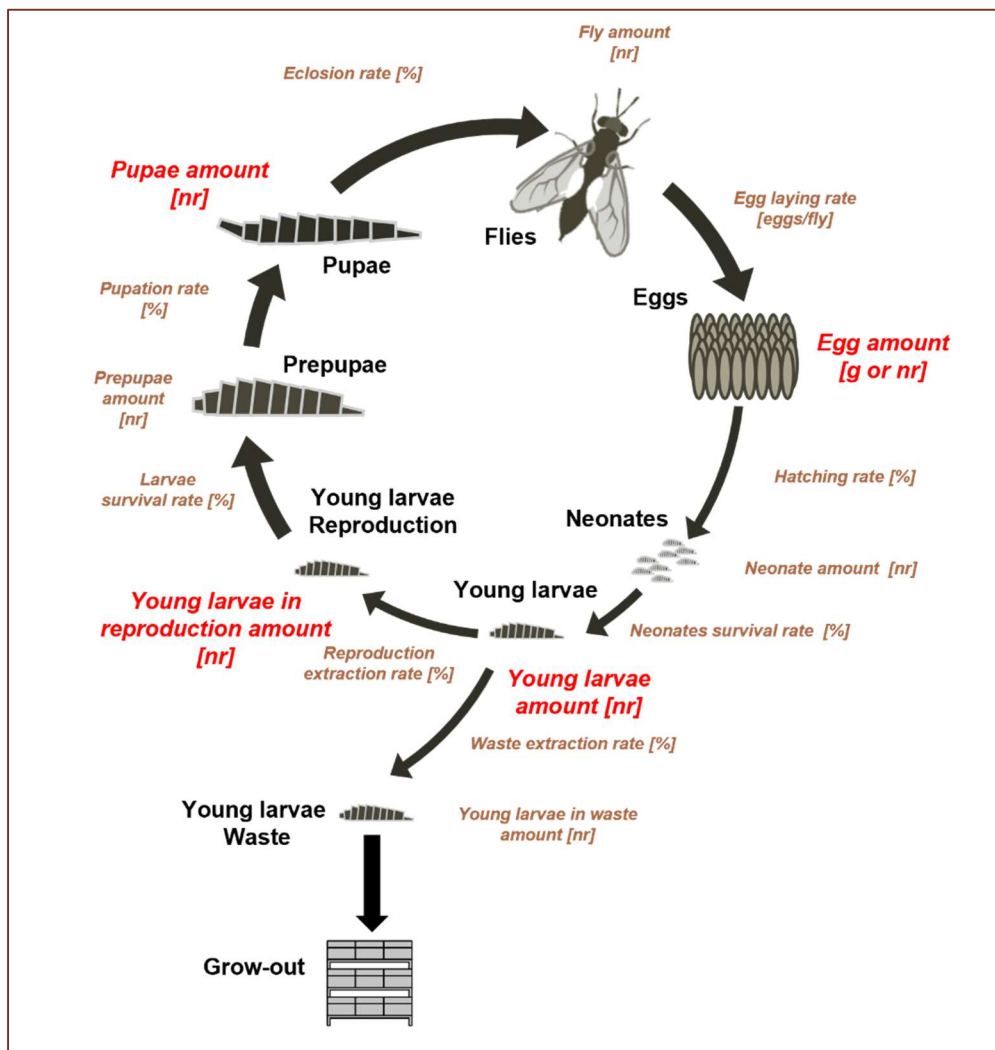 Fly amount
[nr]
Eclosion rate [%]
Pupae amount
[nr]
Egg laying rate
[eggs/fly]
Flies
Pupae
Eggs
Pupation rate
[%]
Egg amount
[g or nr]
Prepupae
Prepupae
amount
[nr]
Larvae
survival rate [%]
Hatching rate [%]
Young larvae
Reproduction
Neonates
Neonate amount [nr]
Young larvae
Young larvae in
reproduction amount
[nr]
Neonates survival rate [%]
Reproduction
extraction rate [%]
Young larvae
amount [nr]
Waste extraction rate [%]
Young larvae
Waste
Young larvae in waste
amount [nr]
Grow-out